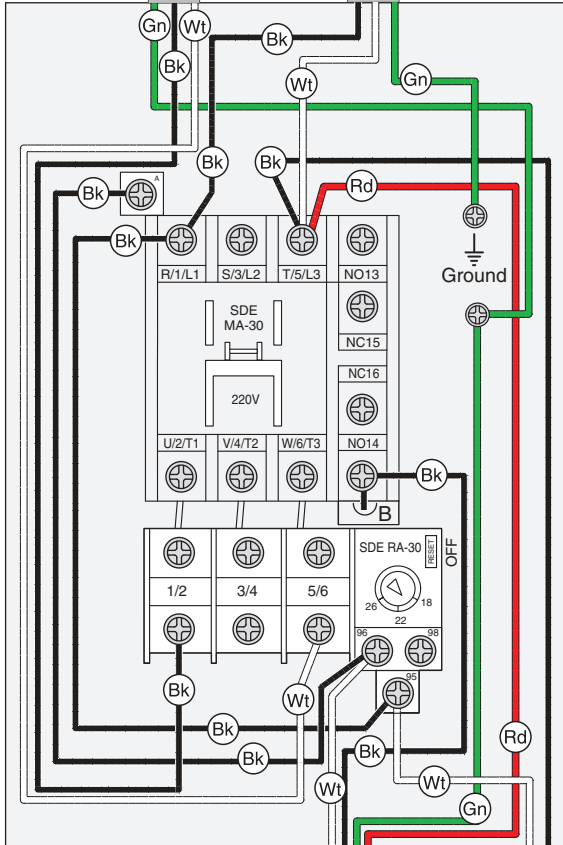 Gn Wt
Bk
Bk
Gn
Wt
Bk Bk
Rd
Bk
A
Bk
R/1/L1 S/3/L2 T/5/L3 NO13
Ground
SDE
MA-30
NC15
NC16
220V
U/2/T1 V/4/T2 W/6/T3 NO14
Bk
B
SDE RA-30
RESET
OFF
1/2 3/4 5/6
26 18
22
96 98
95
Bk
Wt
Bk
Rd
Bk
Bk
Wt
Wt
Gn